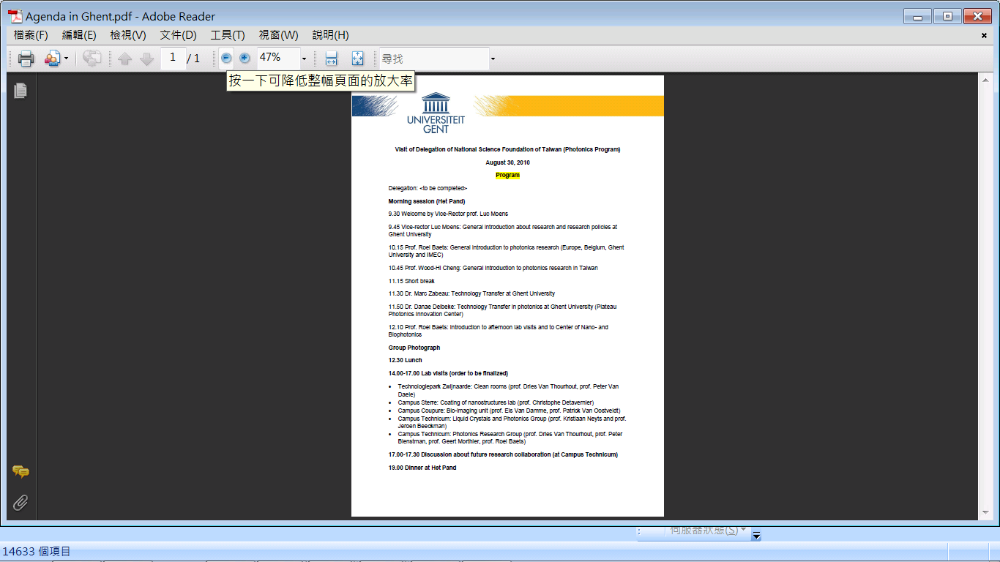 Agenda in Ghent.pdf - Adobe Reader
檔案(F) 編輯(E) 檢視(V) 文件(D) 工具(T) 視窗(W) 說明(H)
1 / 1 47% 尋找
按一下可降低整幅頁面的放大率
UNIVERSITEIT
GENT
Visit of Delegation of National Science Foundation of Taiwan (Photonics Program)
August 30, 2010
Program
Delegation: <to be completed>
Morning session (Het Pand)
9.30 Welcome by Vice-Rector prof. Luc Moens
9.45 Vice-rector Luc Moens: General introduction about research and research policies at
Ghent University
10.15 Prof. Roel Baets: General introduction to photonics research (Europe, Belgium, Ghent
University and IMEC)
10.45 Prof. Wood-Hi Cheng: General introduction to photonics research in Taiwan
11.15 Short break
11.30 Dr. Marc Zabeau: Technology Transfer at Ghent University
11.50 Dr. Danae Delbeke: Technology Transfer in photonics at Ghent University (Plateau
Photonics Innovation Center)
12.10 Prof. Roel Baets: Introduction to afternoon lab visits and to Center of Nano- and
Biophotonics
Group Photograph
12.30 Lunch
14.00-17.00 Lab visits (order to be finalized)
• Technologiepark Zwijnaarde: Clean rooms (prof. Dries Van Thourhout, prof. Peter Van
Daele)
• Campus Sterre: Coating of nanostructures lab (prof. Christophe Detavernier)
• Campus Coupure: Bio-imaging unit (prof. Els Van Damme, prof. Patrick Van Oostveldt)
• Campus Technicum: Liquid Crystals and Photonics Group (prof. Kristiaan Neyts and prof.
Jeroen Beeckman)
• Campus Technicum: Photonics Research Group (prof. Dries Van Thourhout, prof. Peter
Bienstman, prof. Geert Morthier, prof. Roel Baets)
17.00-17.30 Discussion about future research collaboration (at Campus Technicum)
19.00 Dinner at Het Pand
伺服器狀態(S)
14633 個項目